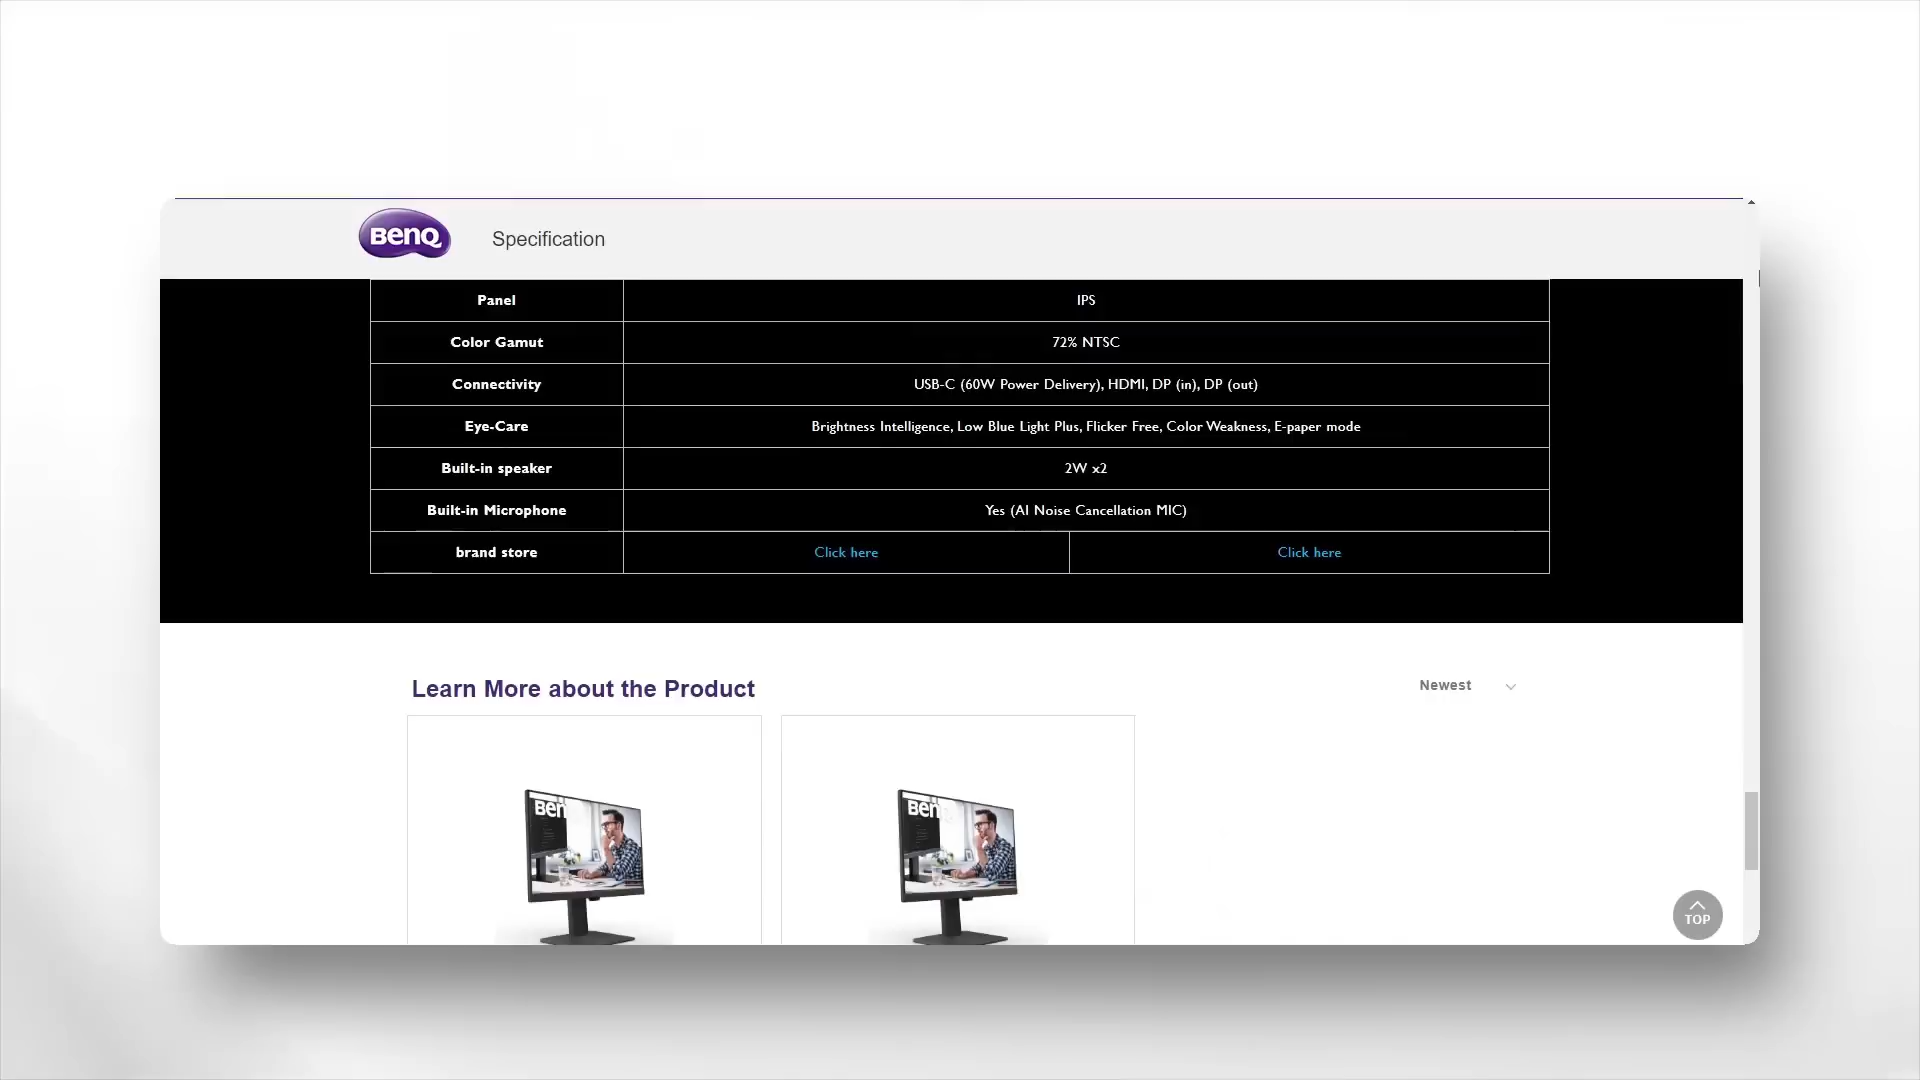 BenQ Specification
Panel IPS
Color Gamut 72% NTSC
Connectivity USB-C (60W Power Delivery), HDMI, DP (in), DP (out)
Eye-Care Brightness Intelligence, Low Blue Light Plus, Flicker Free, Color Weakness, E-paper mode
Built-in speaker 2W x2
Built-in Microphone Yes (AI Noise Cancellation MIC)
brand store Click here Click here
Learn More about the Product Newest
Ben Ben
TOP